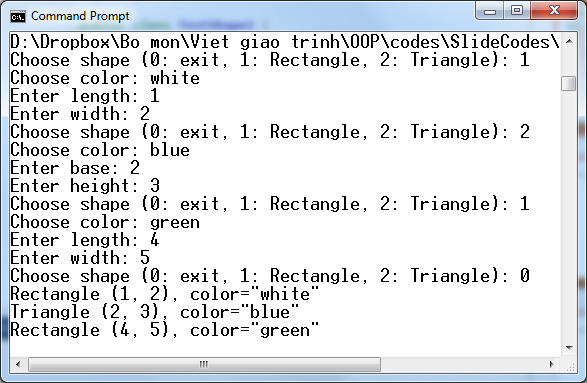 Command Prompt
D:\Dropbox\Bo mon\Viet giao trinh\OOP\codes\SlideCodes\
Choose shape (0: exit, 1: Rectangle, 2: Triangle): 1
Choose color: white
Enter length: 1
Enter width: 2
Choose shape (0: exit, 1: Rectangle, 2: Triangle): 2
Choose color: blue
Enter base: 2
Enter height: 3
Choose shape (0: exit, 1: Rectangle, 2: Triangle): 1
Choose color: green
Enter length: 4
Enter width: 5
Choose shape (0: exit, 1: Rectangle, 2: Triangle): 0
Rectangle (1, 2), color="white"
Triangle (2, 3), color="blue"
Rectangle (4, 5), color="green"